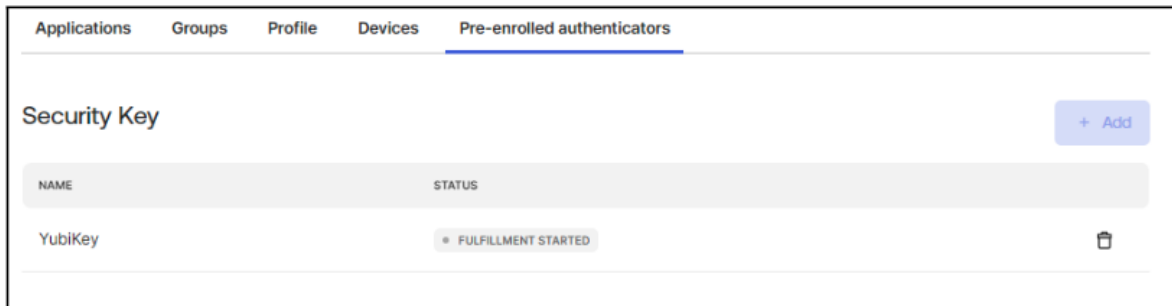 Applications Groups Profile Devices Pre-enrolled authenticators
Security Key
+ Add
NAME STATUS
YubiKey FULFILLMENT STARTED